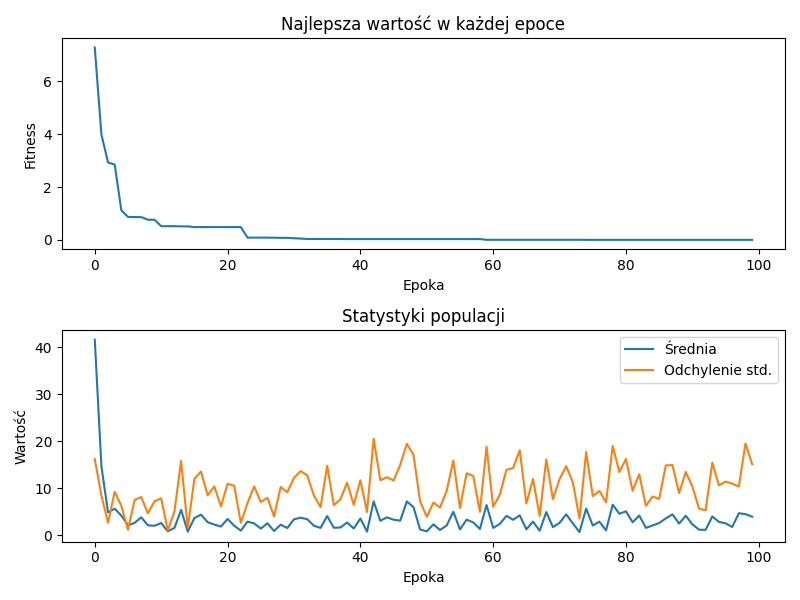 Najlepsza wartość w każdej epoce
6
4
2
0
Fitness
0 20 40 60 80 100
Epoka
Statystyki populacji
40
30
20
10
0
Wartość
Średnia
Odchylenie std.
0 20 40 60 80 100
Epoka